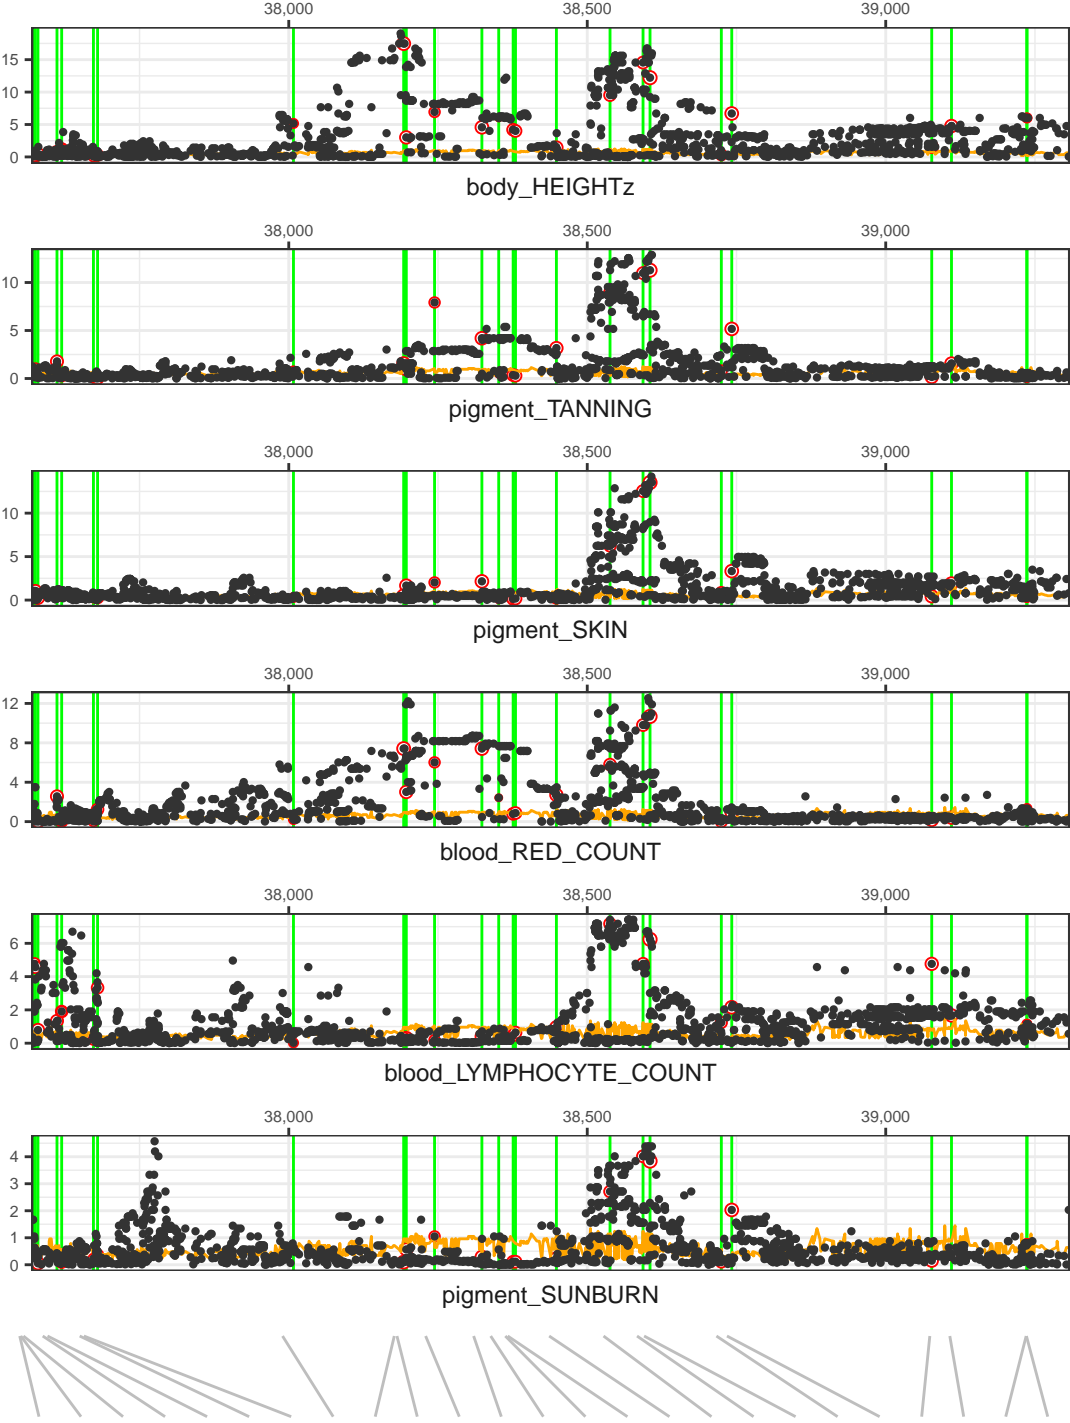 38,000 38,500 39,000
15
10
5
0
body_HEIGHTz
38,000 38,500 39,000
10
5
0
pigment_TANNING
38,000 38,500 39,000
10
5
0
pigment_SKIN
38,000 38,500 39,000
12
8
4
0
blood_RED_COUNT
38,000 38,500 39,000
6
4
2
0
blood_LYMPHOCYTE_COUNT
38,000 38,500 39,000
4
3
2
1
0
pigment_SUNBURN